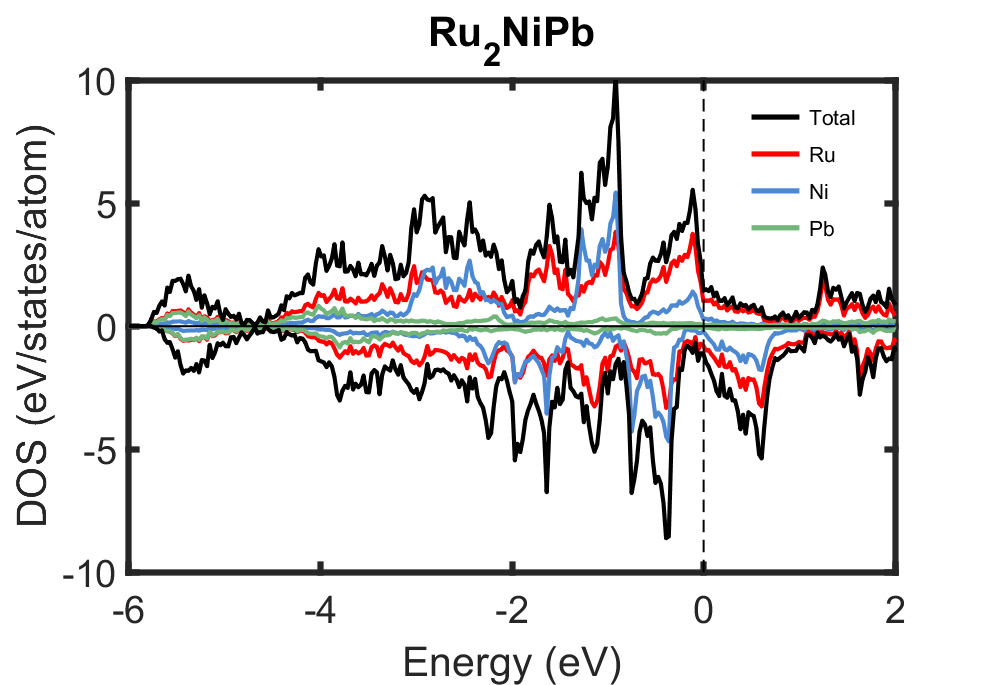 Ru2NiPb
10
5
0
-5
-10
DOS (eV/states/atom)
Total
Ru
Ni
Pb
-6 -4 -2 0 2
Energy (eV)